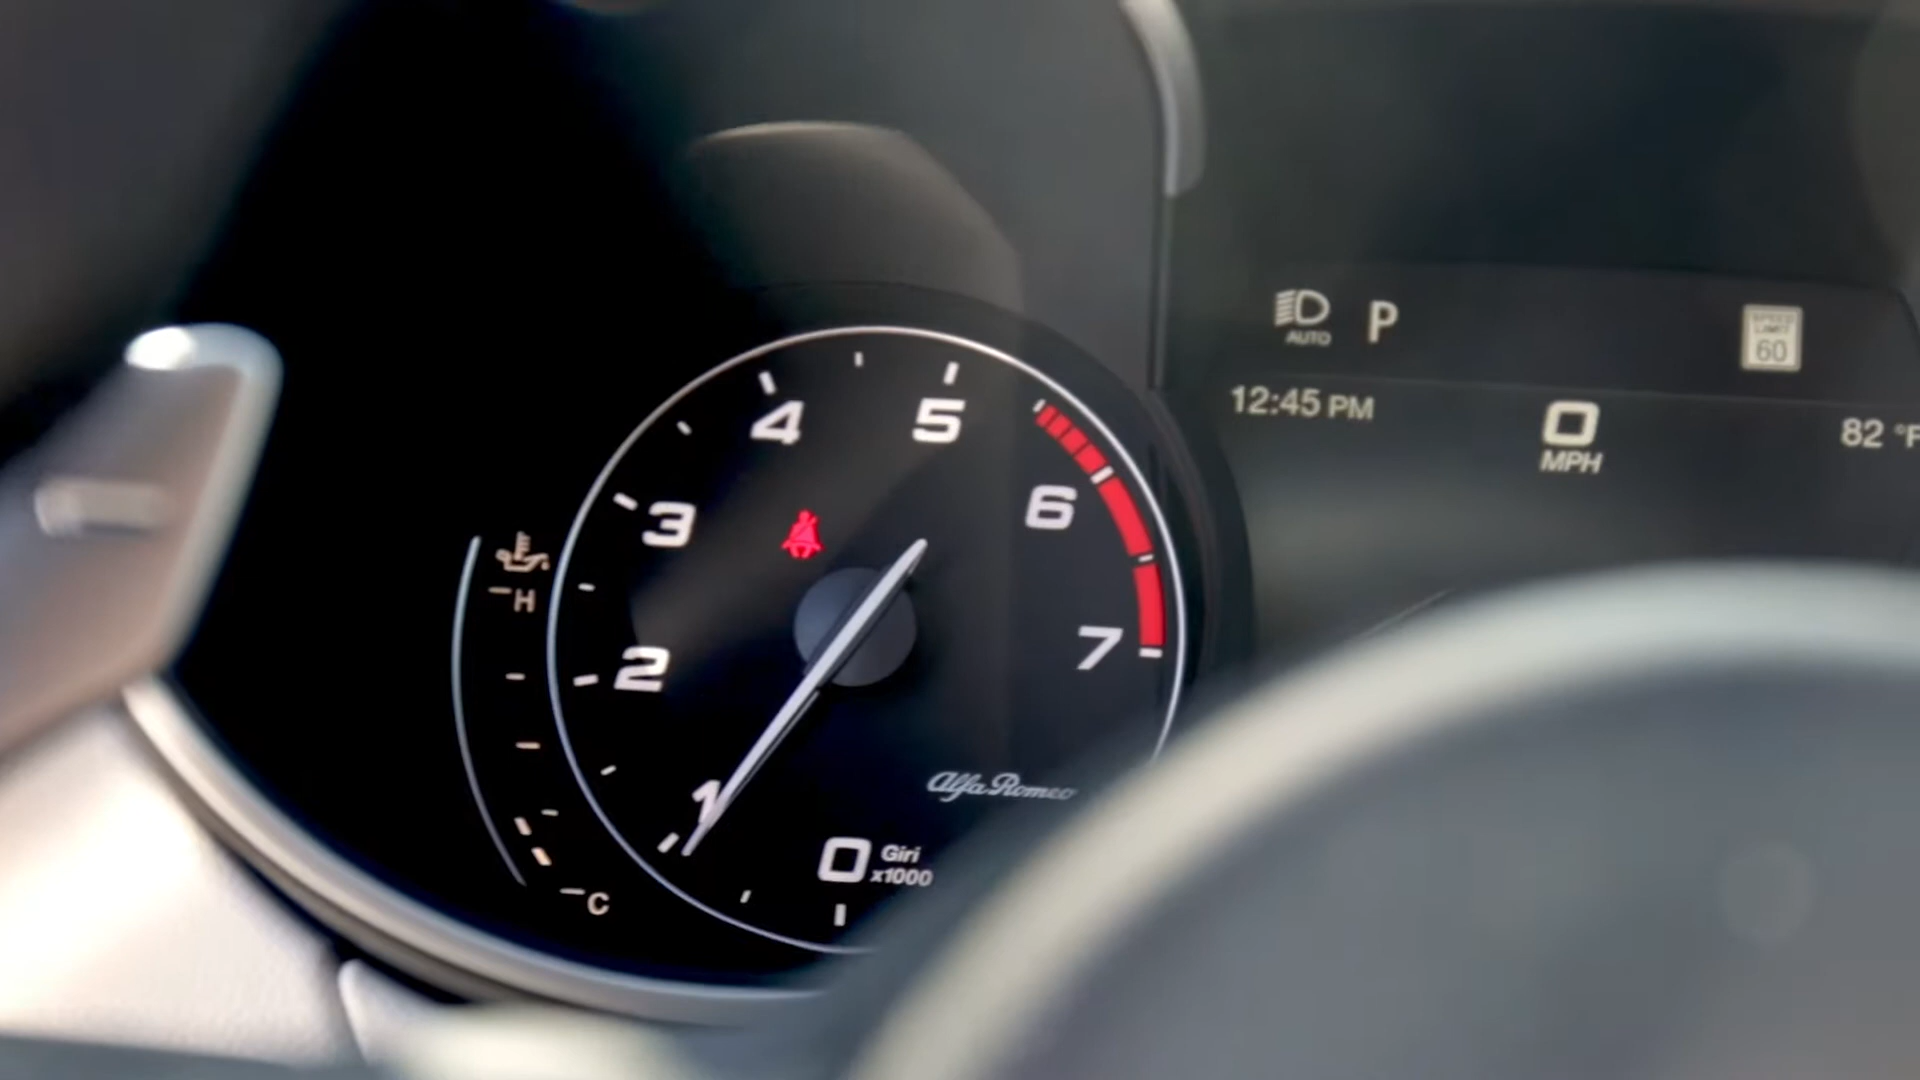 AUTO
P
SPEED
LIMIT
60
12:45 PM
0
MPH
82 °F
4
5
3
6
H
2
7
1
Alfa Romeo
0 Giri
x1000
C